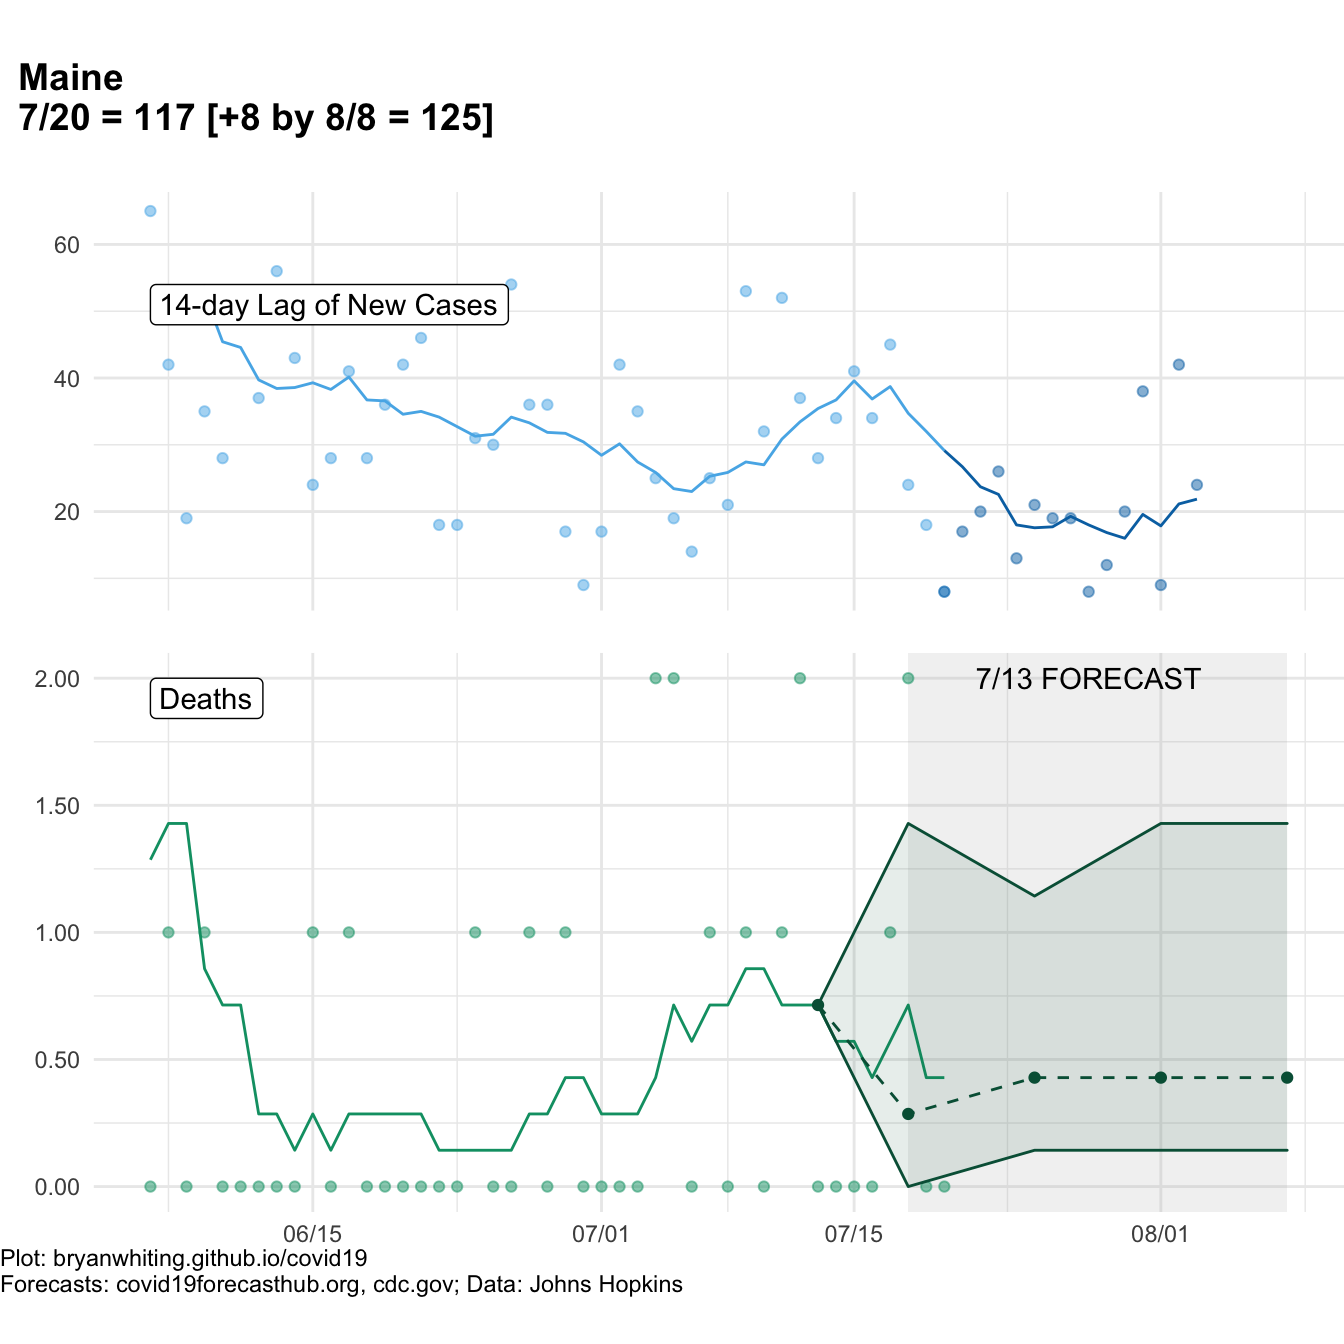 Maine
7/20 = 117 [+8 by 8/8 = 125]
60
14-day Lag of New Cases
40
20
2.00
7/13 FORECAST
Deaths
1.50
1.00
0.50
0.00
06/15 07/01 07/15 08/01
Plot: bryanwhiting.github.io/covid19
Forecasts: covid19forecasthub.org, cdc.gov; Data: Johns Hopkins